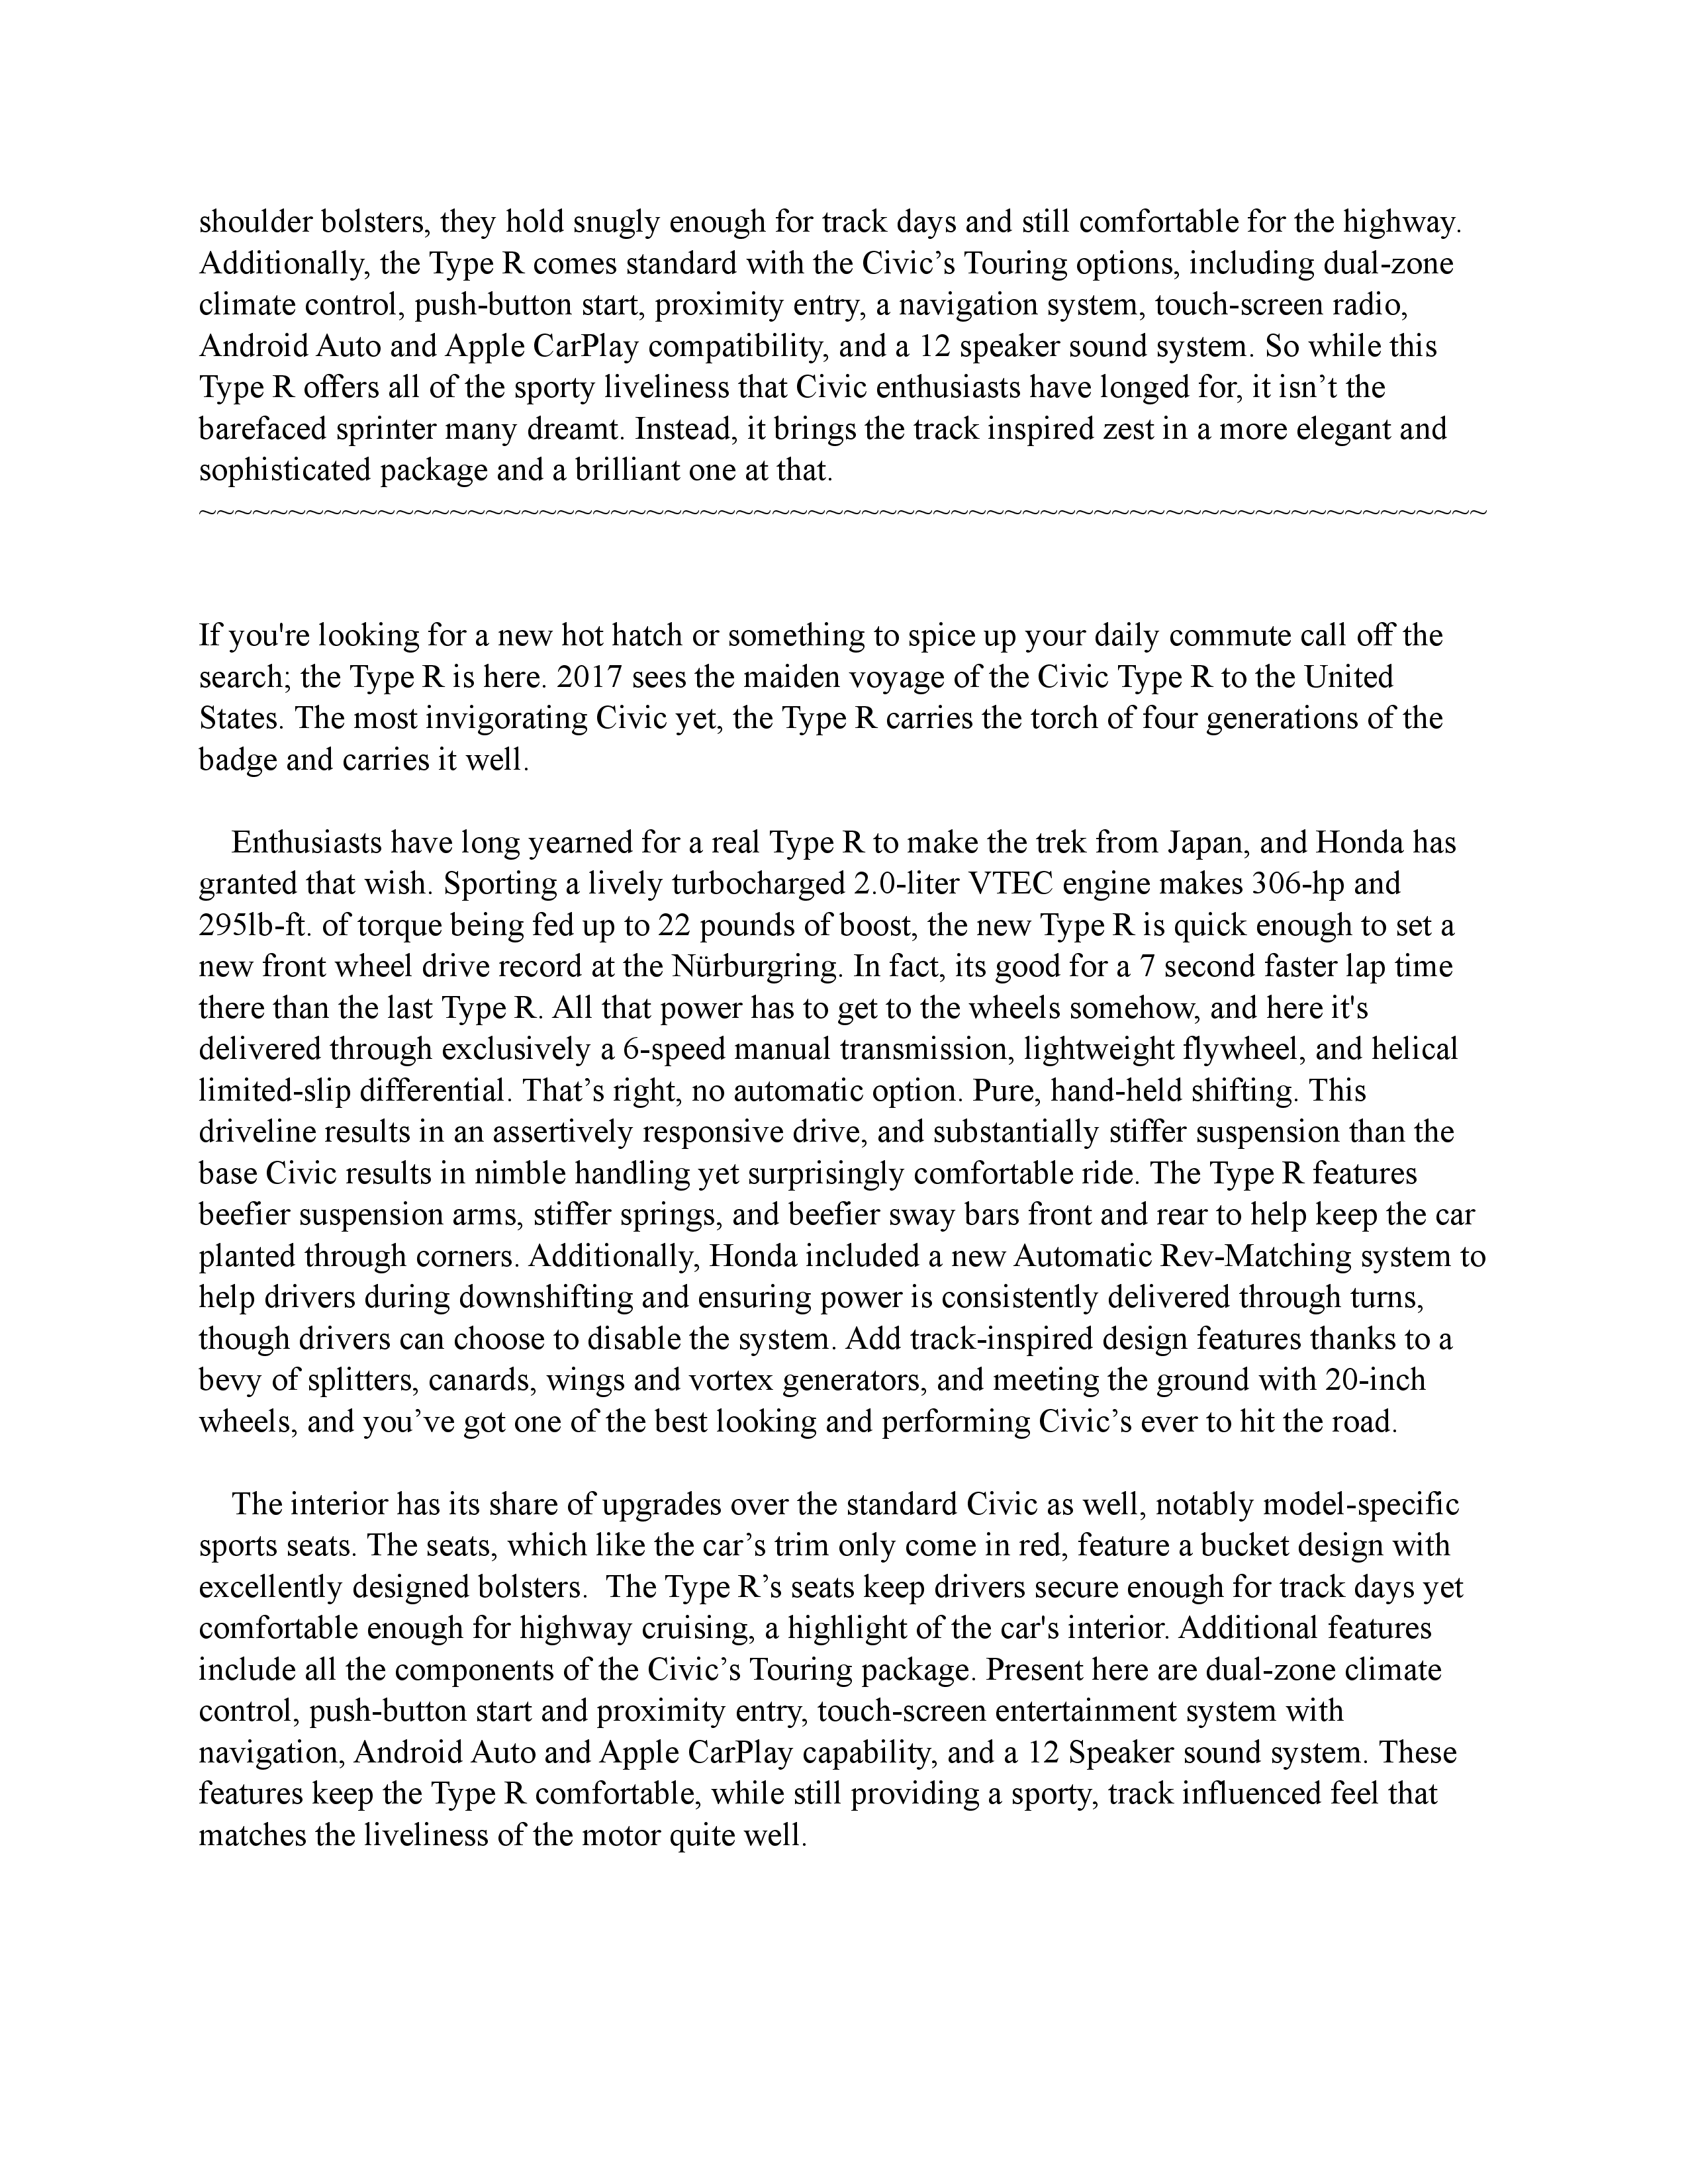 shoulder bolsters, they hold snugly enough for track days and still comfortable for the highway.
Additionally, the Type R comes standard with the Civic’s Touring options, including dual-zone
climate control, push-button start, proximity entry, a navigation system, touch-screen radio,
Android Auto and Apple CarPlay compatibility, and a 12 speaker sound system. So while this
Type R offers all of the sporty liveliness that Civic enthusiasts have longed for, it isn’t the
barefaced sprinter many dreamt. Instead, it brings the track inspired zest in a more elegant and
sophisticated package and a brilliant one at that.
~~~~~~~~~~~~~~~~~~~~~~~~~~~~~~~~~~~~~~~~~~~~~~~~~~~~~~~~~~~~~~~~~~~~~~~~
If you're looking for a new hot hatch or something to spice up your daily commute call off the
search; the Type R is here. 2017 sees the maiden voyage of the Civic Type R to the United
States. The most invigorating Civic yet, the Type R carries the torch of four generations of the
badge and carries it well.
Enthusiasts have long yearned for a real Type R to make the trek from Japan, and Honda has
granted that wish. Sporting a lively turbocharged 2.0-liter VTEC engine makes 306-hp and
295lb-ft. of torque being fed up to 22 pounds of boost, the new Type R is quick enough to set a
new front wheel drive record at the Nürburgring. In fact, its good for a 7 second faster lap time
there than the last Type R. All that power has to get to the wheels somehow, and here it's
delivered through exclusively a 6-speed manual transmission, lightweight flywheel, and helical
limited-slip differential. That’s right, no automatic option. Pure, hand-held shifting. This
driveline results in an assertively responsive drive, and substantially stiffer suspension than the
base Civic results in nimble handling yet surprisingly comfortable ride. The Type R features
beefier suspension arms, stiffer springs, and beefier sway bars front and rear to help keep the car
planted through corners. Additionally, Honda included a new Automatic Rev-Matching system to
help drivers during downshifting and ensuring power is consistently delivered through turns,
though drivers can choose to disable the system. Add track-inspired design features thanks to a
bevy of splitters, canards, wings and vortex generators, and meeting the ground with 20-inch
wheels, and you’ve got one of the best looking and performing Civic’s ever to hit the road.
The interior has its share of upgrades over the standard Civic as well, notably model-specific
sports seats. The seats, which like the car’s trim only come in red, feature a bucket design with
excellently designed bolsters.  The Type R’s seats keep drivers secure enough for track days yet
comfortable enough for highway cruising, a highlight of the car's interior. Additional features
include all the components of the Civic’s Touring package. Present here are dual-zone climate
control, push-button start and proximity entry, touch-screen entertainment system with
navigation, Android Auto and Apple CarPlay capability, and a 12 Speaker sound system. These
features keep the Type R comfortable, while still providing a sporty, track influenced feel that
matches the liveliness of the motor quite well.